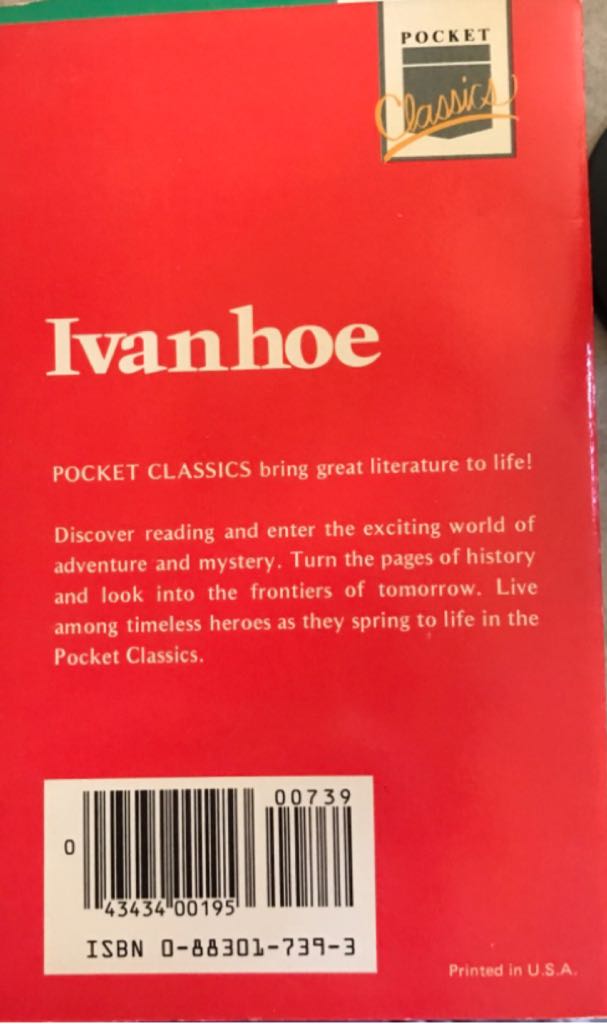 POCKET
Classics
Ivanhoe
POCKET CLASSICS bring great literature to life!
Discover reading and enter the exciting world of
adventure and mystery. Turn the pages of history
and look into the frontiers of tomorrow. Live
among timeless heroes as they spring to life in the
Pocket Classics.
00739
0
43434 00195
ISBN 0-88301-739-3
Printed in U.S.A.